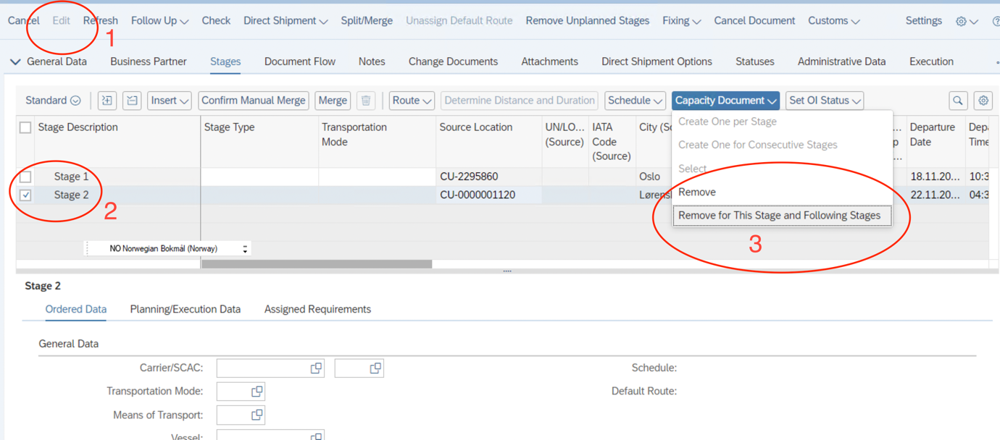 Cancel Edit Refresh Follow Up Check Direct Shipment Split/Merge Unassign Default Route Remove Unplanned Stages Fixing Cancel Document Customs Settings
1
General Data Business Partner Stages Document Flow Notes Change Documents Attachments Direct Shipment Options Statuses Administrative Data Execution
Standard Insert Confirm Manual Merge Merge Route Determine Distance and Duration Schedule Capacity Document Set OI Status
Stage Description Stage Type Transportation Mode Source Location UN/LO... (Source) IATA Code (Source) City (So Departure Date Depa Time
Create One per Stage
Create One for Consecutive Stages
Select
Remove
Remove for This Stage and Following Stages
Stage 1 CU-2295860 Oslo 18.11.20... 10:3
Stage 2 CU-0000001120 Lørens 22.11.20... 04:3
2
3
NO Norwegian Bokmål (Norway)
Stage 2
Ordered Data Planning/Execution Data Assigned Requirements
General Data
Carrier/SCAC: Schedule:
Transportation Mode: Default Route:
Means of Transport:
Vessel: